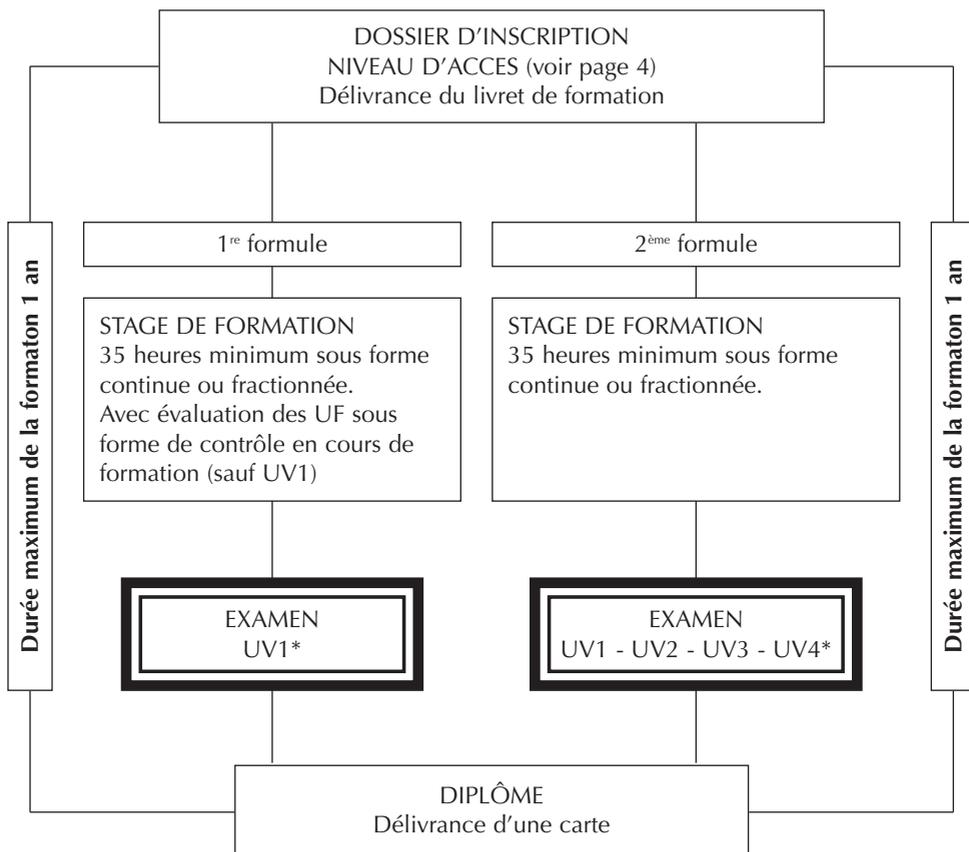 DOSSIER D'INSCRIPTION
NIVEAU D'ACCES (voir page 4)
Délivrance du livret de formation
Durée maximum de la formaton 1 an
1re formule
STAGE DE FORMATION
35 heures minimum sous forme
continue ou fractionnée.
Avec évaluation des UF sous
forme de contrôle en cours de
formation (sauf UV1)
EXAMEN
UV1*
2ème formule
STAGE DE FORMATION
35 heures minimum sous forme
continue ou fractionnée.
EXAMEN
UV1 - UV2 - UV3 - UV4*
Durée maximum de la formaton 1 an
DIPLÔME
Délivrance d'une carte